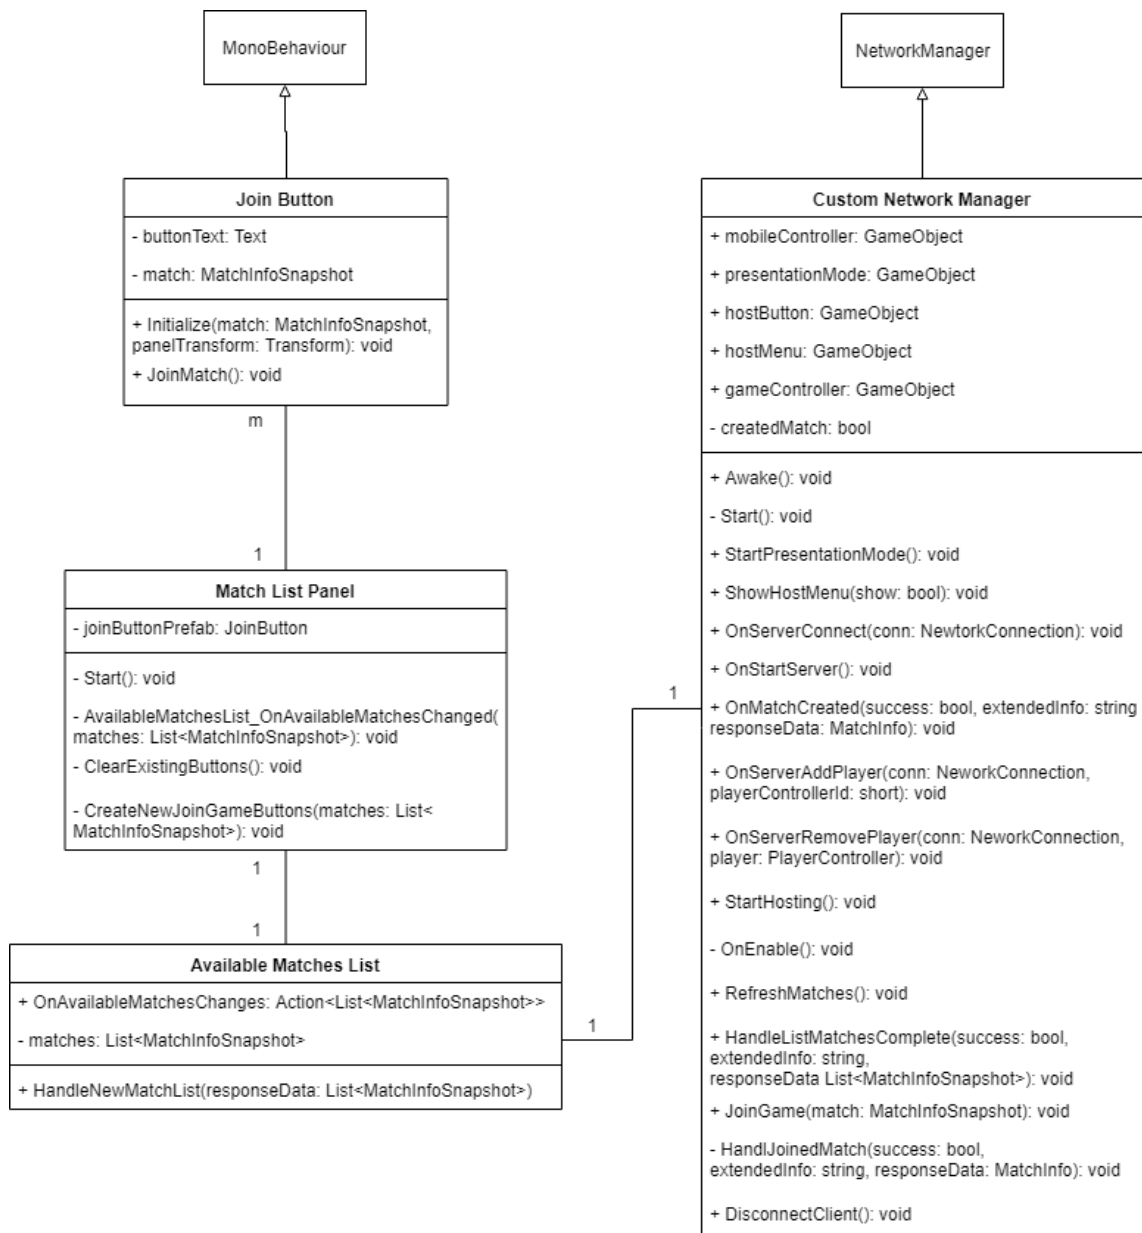 MonoBehaviour
NetworkManager
Join Button
- buttonText: Text
- match: MatchInfoSnapshot
+ Initialize(match: MatchInfoSnapshot,
panelTransform: Transform): void
+ JoinMatch(): void
m
1
Match List Panel
- joinButtonPrefab: JoinButton
- Start(): void
- AvailableMatchesList_OnAvailableMatchesChanged(
matches: List<MatchInfoSnapshot>): void
- ClearExistingButtons(): void
- CreateNewJoinGameButtons(matches: List<
MatchInfoSnapshot>): void
1
1
Available Matches List
+ OnAvailableMatchesChanges: Action<List<MatchInfoSnapshot>>
- matches: List<MatchInfoSnapshot>
+ HandleNewMatchList(responseData: List<MatchInfoSnapshot>)
1
1
Custom Network Manager
+ mobileController: GameObject
+ presentationMode: GameObject
+ hostButton: GameObject
+ hostMenu: GameObject
+ gameController: GameObject
- createdMatch: bool
+ Awake(): void
- Start(): void
+ StartPresentationMode(): void
+ ShowHostMenu(show: bool): void
+ OnServerConnect(conn: NewtorkConnection): void
+ OnStartServer(): void
+ OnMatchCreated(success: bool, extendedInfo: string
responseData: MatchInfo): void
+ OnServerAddPlayer(conn: NeworkConnection,
playerControllerId: short): void
+ OnServerRemovePlayer(conn: NeworkConnection,
player: PlayerController): void
+ StartHosting(): void
- OnEnable(): void
+ RefreshMatches(): void
+ HandleListMatchesComplete(success: bool,
extendedInfo: string,
responseData List<MatchInfoSnapshot>): void
+ JoinGame(match: MatchInfoSnapshot): void
- HandlJoinedMatch(success: bool,
extendedInfo: string, responseData: MatchInfo): void
+ DisconnectClient(): void